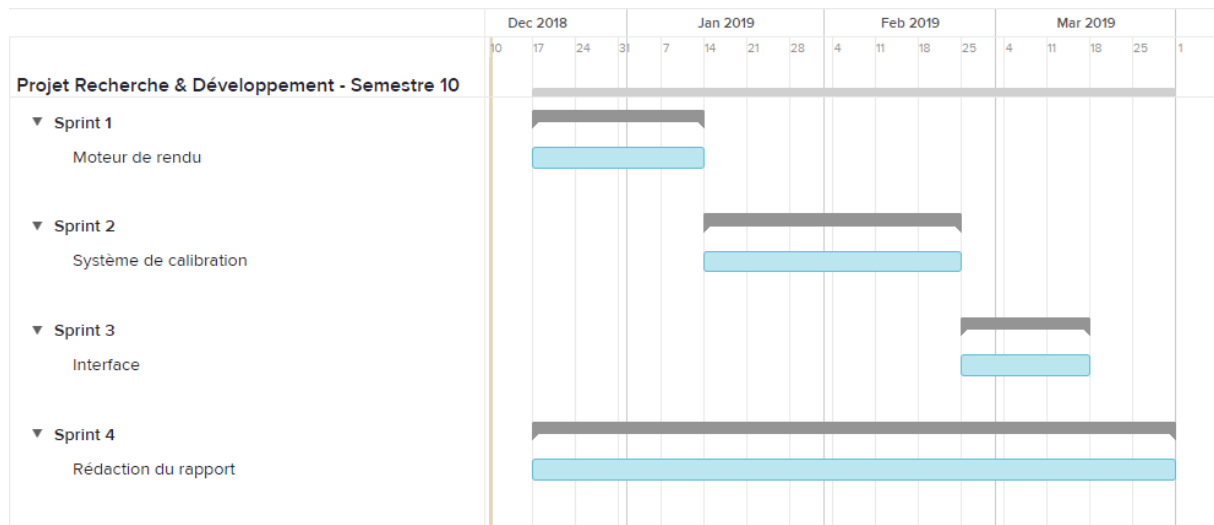 Dec 2018 Jan 2019 Feb 2019 Mar 2019
10 17 24 31 7 14 21 28 4 11 18 25 4 11 18 25 1
Projet Recherche & Développement - Semestre 10
▼ Sprint 1
Moteur de rendu
▼ Sprint 2
Système de calibration
▼ Sprint 3
Interface
▼ Sprint 4
Rédaction du rapport